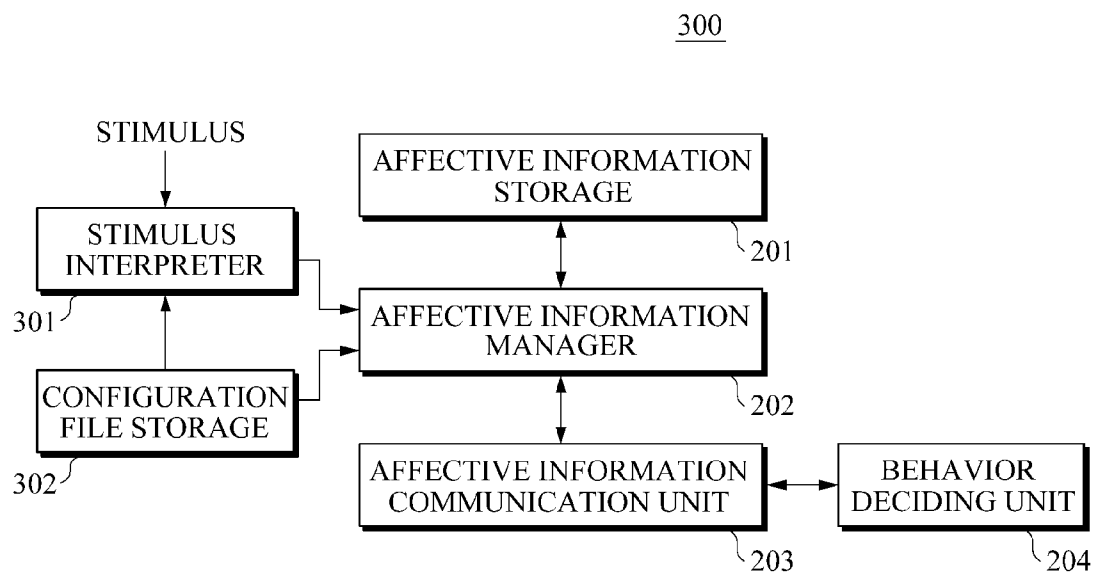 300
STIMULUS
STIMULUS
INTERPRETER
301
AFFECTIVE INFORMATION
STORAGE
201
AFFECTIVE INFORMATION
MANAGER
202
CONFIGURATION
FILE STORAGE
302
AFFECTIVE INFORMATION
COMMUNICATION UNIT
203
BEHAVIOR
DECIDING UNIT
204